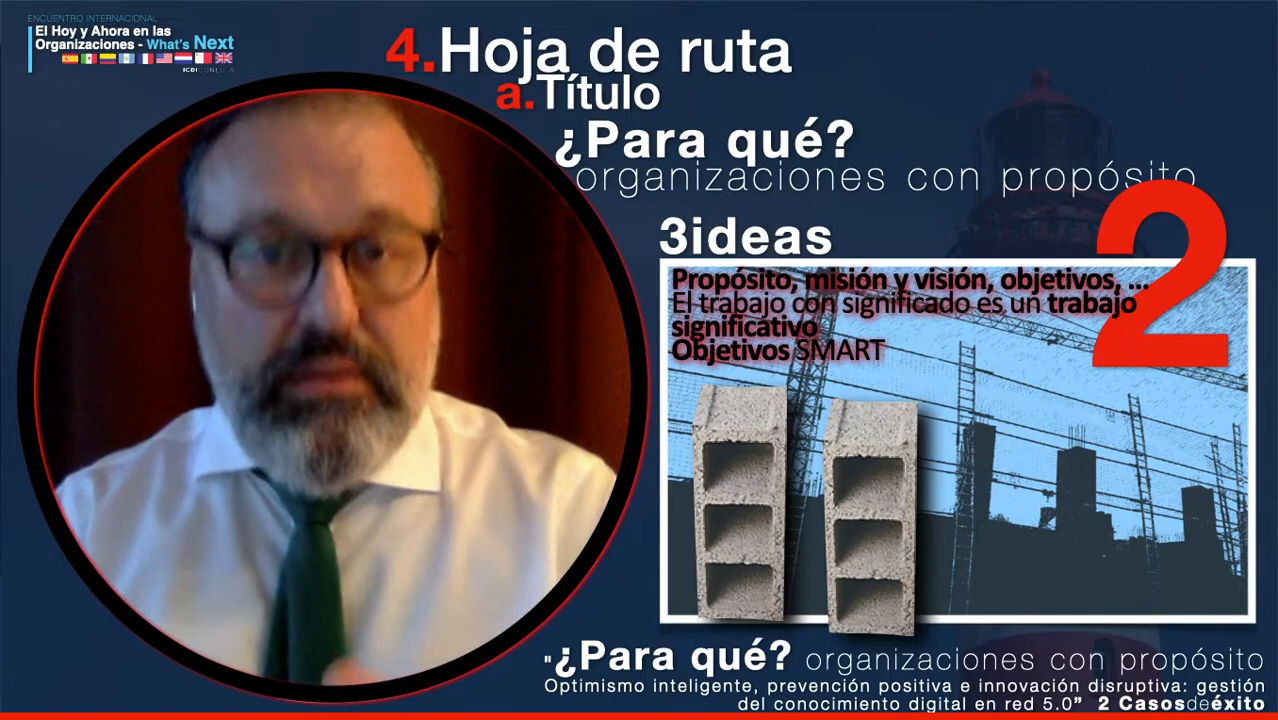 ENCUENTRO INTERNACIONAL
El Hoy y Ahora en las
Organizaciones - What's Next
4.Hoja de ruta
a.Título
¿Para qué?
organizaciones con propósito
3ideas
2
Propósito, misión y visión, objetivos, ...
El trabajo con significado es un trabajo
significativo
Objetivos SMART
"¿Para qué? organizaciones con propósito
Optimismo inteligente, prevención positiva e innovación disruptiva: gestión
del conocimiento digital en red 5.0” 2 Casosdeéxito